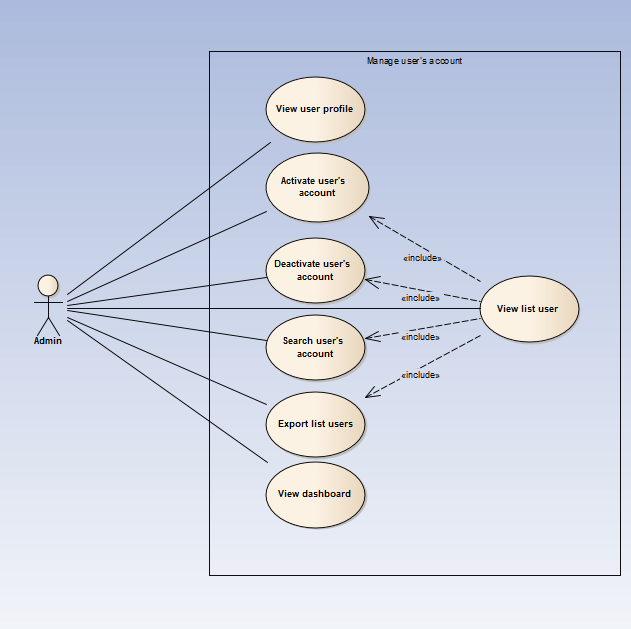 Manage user's account
View user profile
Activate user's
account
«include»
Deactivate user's
account
«include»
View list user
Admin
Search user's
account
«include»
«include»
Export list users
View dashboard